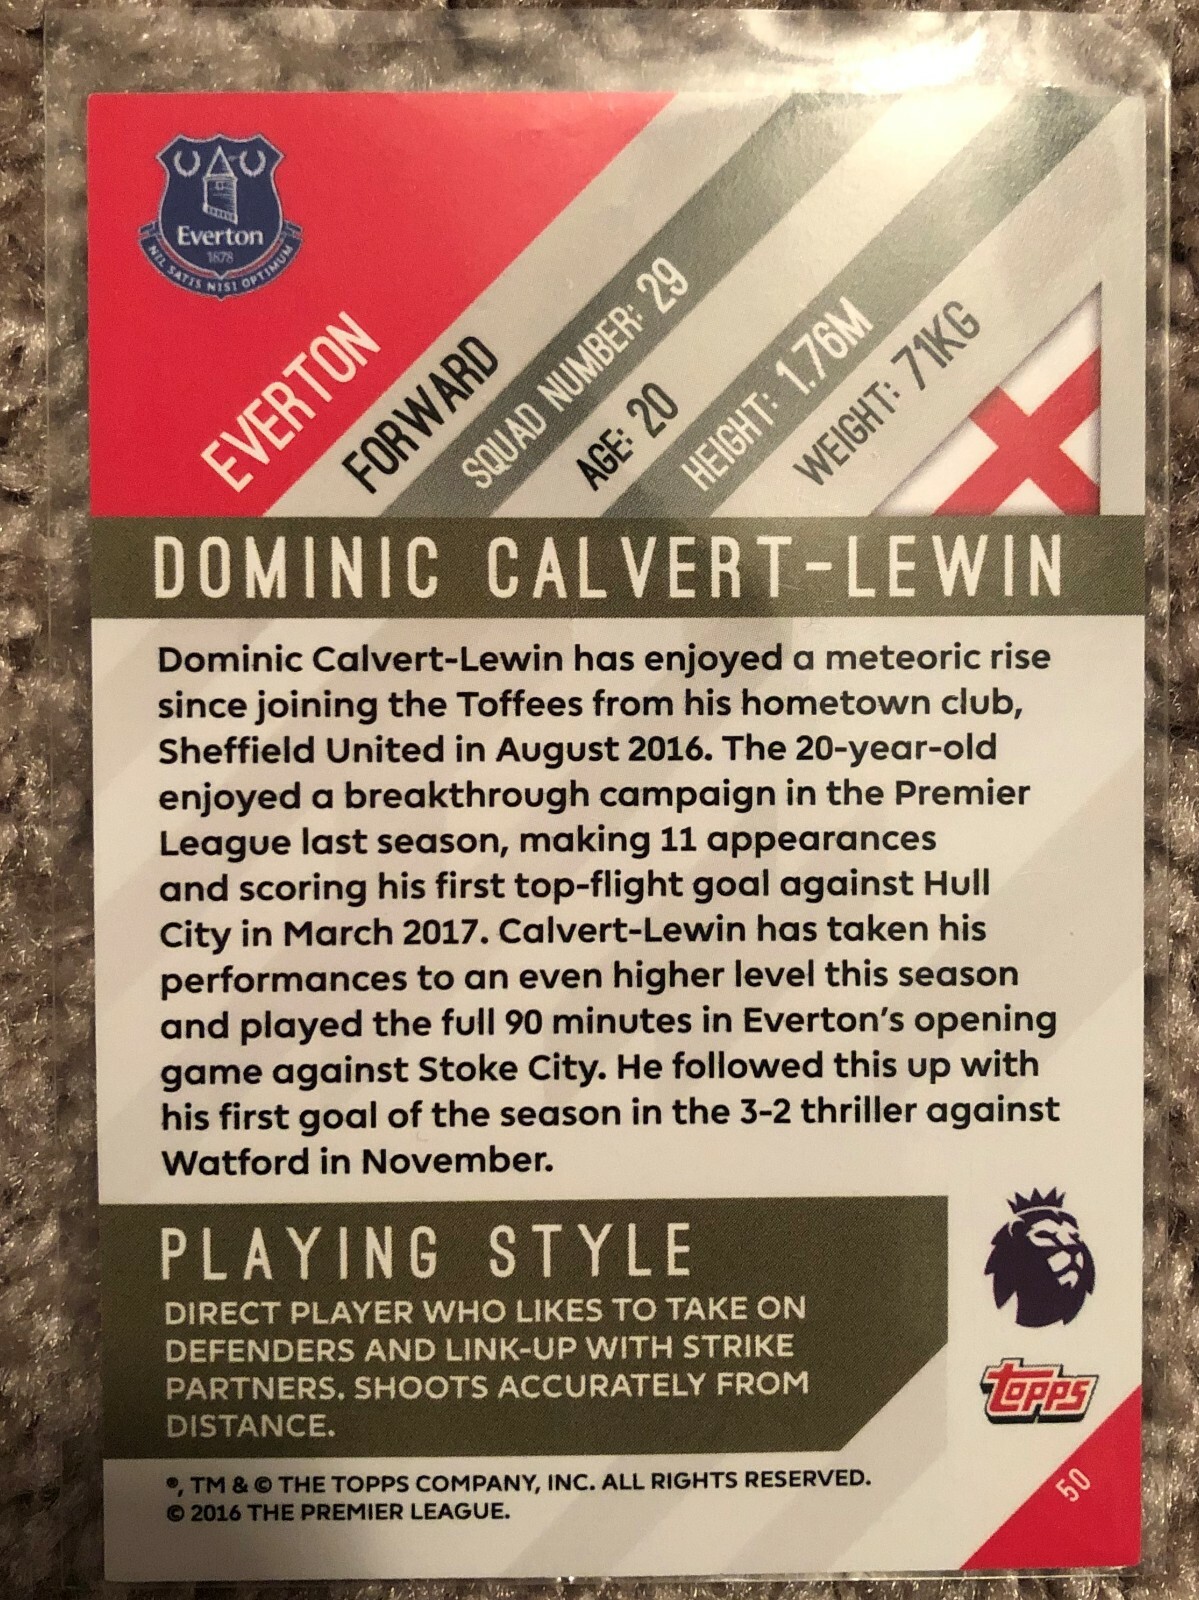 Everton
1878
NIL SATIS NISI OPTIMUM
EVERTON
FORWARD
SQUAD NUMBER: 29
AGE: 20
HEIGHT: 1.76M
WEIGHT: 71KG
DOMINIC CALVERT-LEWIN
Dominic Calvert-Lewin has enjoyed a meteoric rise
since joining the Toffees from his hometown club,
Sheffield United in August 2016. The 20-year-old
enjoyed a breakthrough campaign in the Premier
League last season, making 11 appearances
and scoring his first top-flight goal against Hull
City in March 2017. Calvert-Lewin has taken his
performances to an even higher level this season
and played the full 90 minutes in Everton's opening
game against Stoke City. He followed this up with
his first goal of the season in the 3-2 thriller against
Watford in November.
PLAYING STYLE
DIRECT PLAYER WHO LIKES TO TAKE ON
DEFENDERS AND LINK-UP WITH STRIKE
PARTNERS. SHOOTS ACCURATELY FROM
DISTANCE.
topps
®, TM & © THE TOPPS COMPANY, INC. ALL RIGHTS RESERVED.
© 2016 THE PREMIER LEAGUE.
50